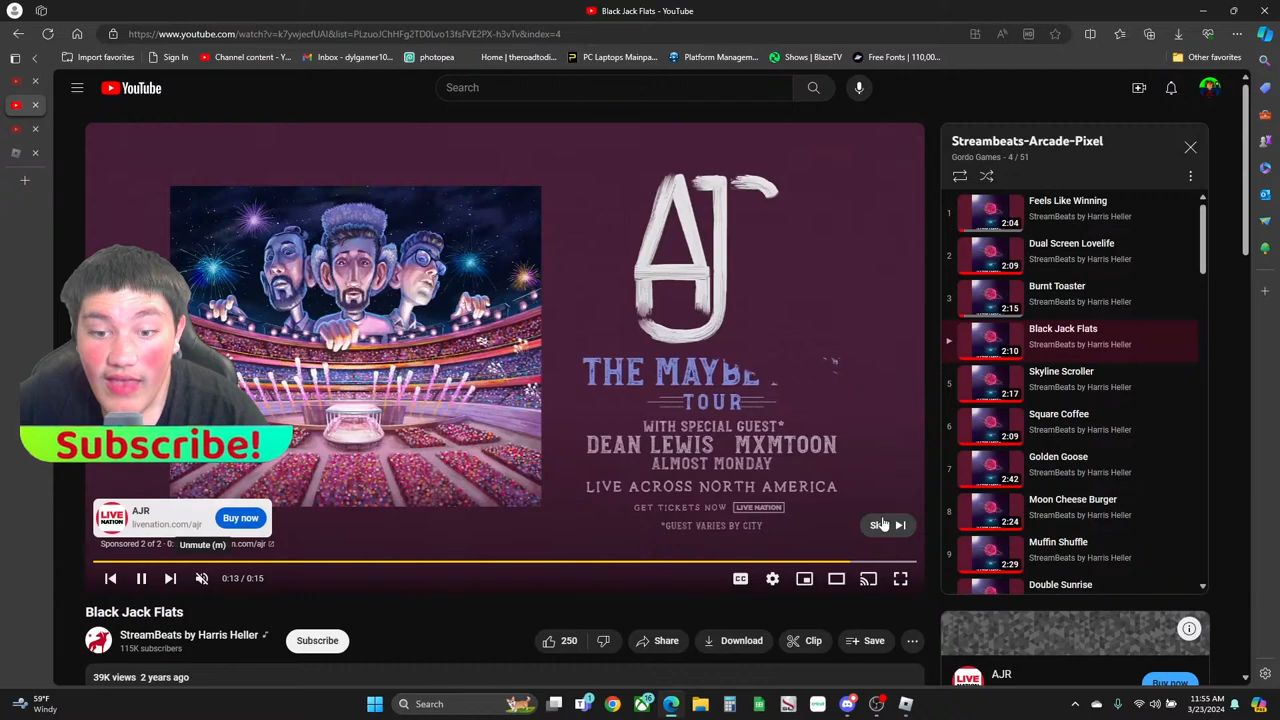 Black Jack Flats - YouTube
https://www.youtube.com/watch?v=k7ywjecfUAI&list=PLzuoJChHFg2TD0Lvo13fsFVE2PX-h3vTv&index=4
Import favorites
Sign In
Channel content - Y...
Inbox - dylgamer10...
photopea
Home
theroadtodi...
PC Laptops Mainpa...
Platform Managem...
Shows | BlazeTV
Free Fonts | 110,00...
Other favorites
YouTube
Search
Streambeats-Arcade-Pixel
Gordo Games - 4 / 51
1
Feels Like Winning
StreamBeats by Harris Heller
2:04
2
Dual Screen Lovelife
StreamBeats by Harris Heller
2:09
3
Burnt Toaster
StreamBeats by Harris Heller
2:15
Black Jack Flats
StreamBeats by Harris Heller
2:10
5
Skyline Scroller
StreamBeats by Harris Heller
2:17
6
Square Coffee
StreamBeats by Harris Heller
2:09
7
Golden Goose
StreamBeats by Harris Heller
2:42
8
Moon Cheese Burger
StreamBeats by Harris Heller
2:24
9
Muffin Shuffle
StreamBeats by Harris Heller
2:29
Double Sunrise
AJR
THE MAYBE
TOUR
WITH SPECIAL GUEST*
DEAN LEWIS MXMTOON
ALMOST MONDAY
LIVE ACROSS NORTH AMERICA
GET TICKETS NOW LIVE NATION
*GUEST VARIES BY CITY
Subscribe!
LIVE NATION
AJR
livenation.com/ajr
Buy now
Sponsored 2 of 2 · 0:
Unmute (m)
n.com/ajr
0:13 / 0:15
CC
Black Jack Flats
StreamBeats by Harris Heller
115K subscribers
Subscribe
250
Share
Download
Clip
Save
39K views 2 years ago
AJR
Buy now
59°F
Windy
Search
11:55 AM
3/23/2024